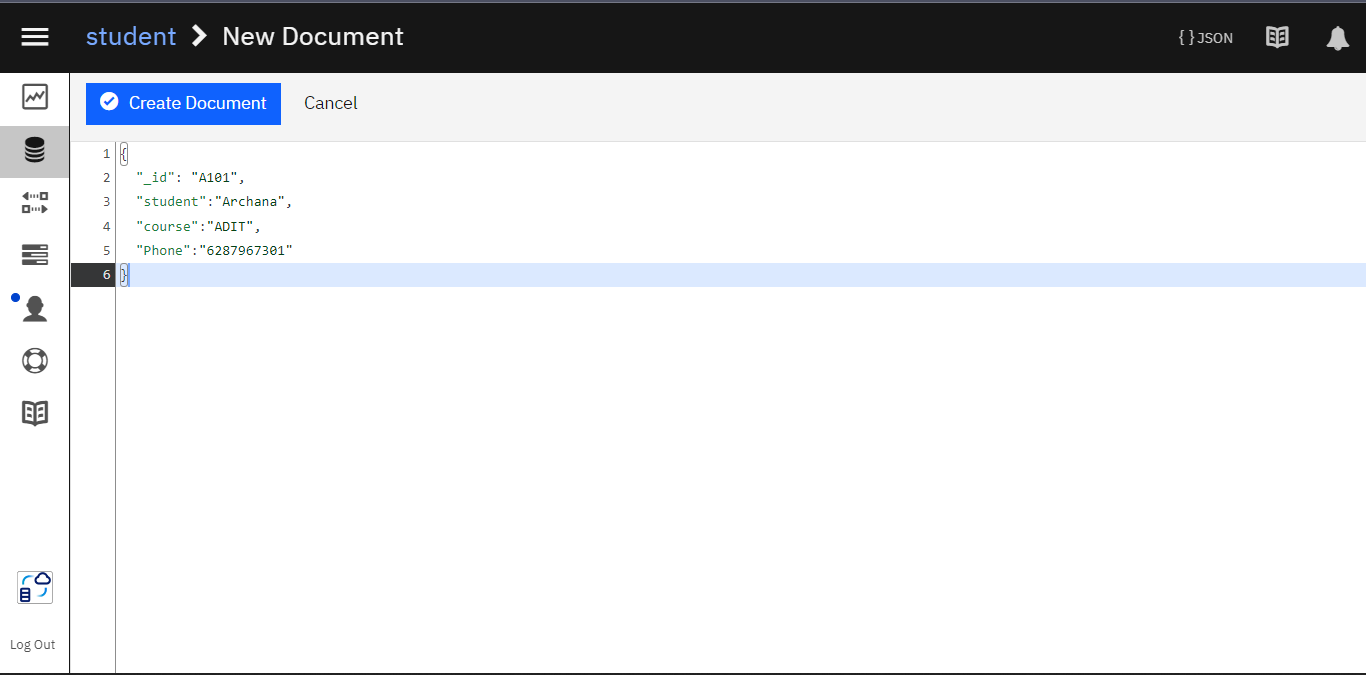 student New Document
{ } JSON
Create Document Cancel
1 {
2 "_id": "A101",
3 "student":"Archana",
4 "course":"ADIT",
5 "Phone":"6287967301"
6 }
Log Out